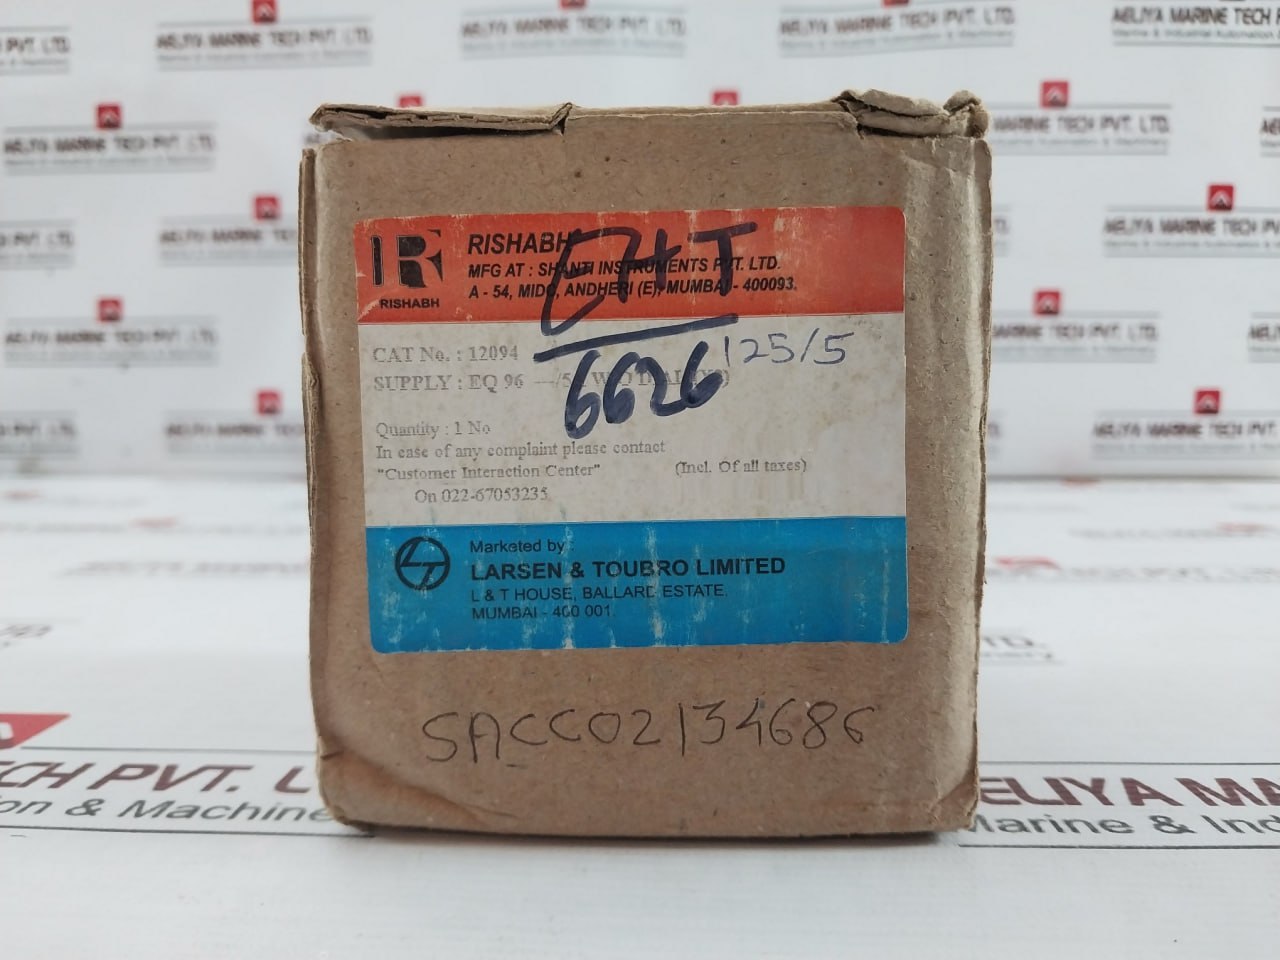 RISHABH
RISHABH
MFG AT : SHANTI INSTRUMENTS PVT. LTD.
A - 54, MIDC, ANDHERI (E), MUMBAI - 400093.
CAT No. : 12094
125/5
SUPPLY : EQ 96
6626
Quantity : 1 No
In case of any complaint please contact
"Customer Interaction Center" (Incl. Of all taxes)
On 022-67053235
Marketed by :
LARSEN & TOUBRO LIMITED
L & T HOUSE, BALLARD ESTATE,
MUMBAI - 400 001.
SACC02134686
AELIYA MARINE TECH PVT. LTD.
Marine & Industrial Automation & Machinery